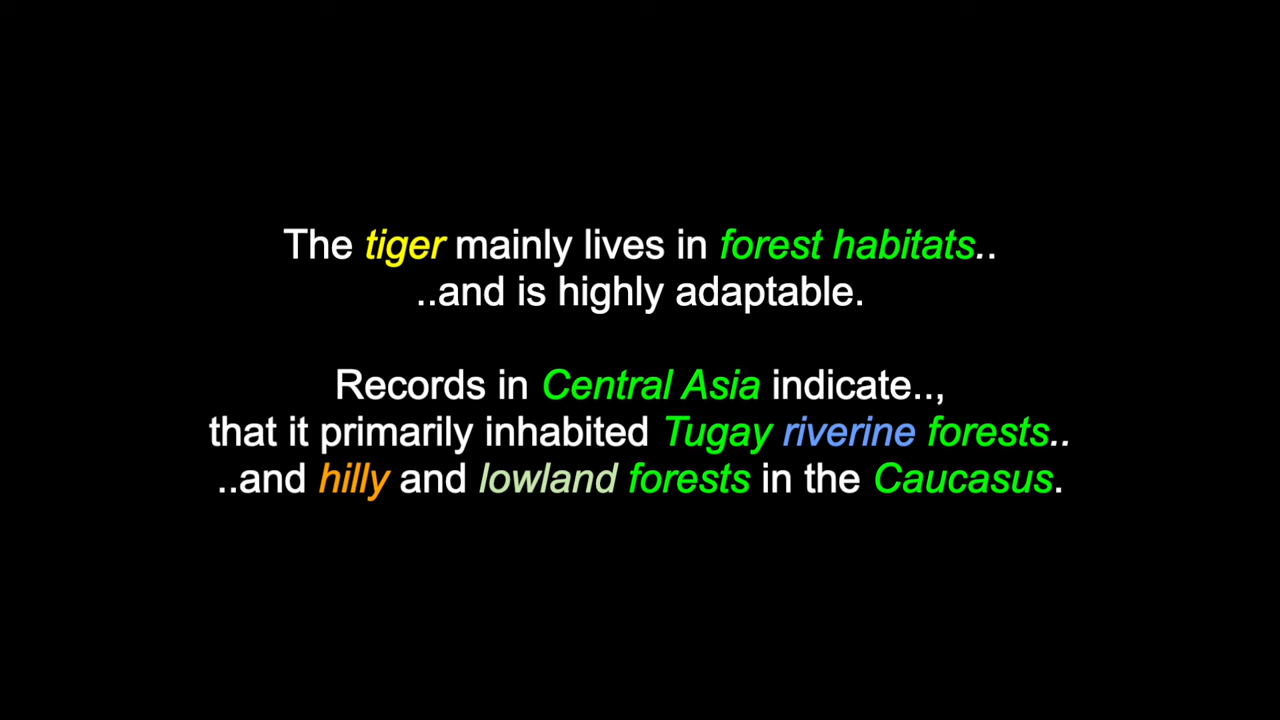 The tiger mainly lives in forest habitats..
..and is highly adaptable.
Records in Central Asia indicate..,
that it primarily inhabited Tugay riverine forests..
..and hilly and lowland forests in the Caucasus.